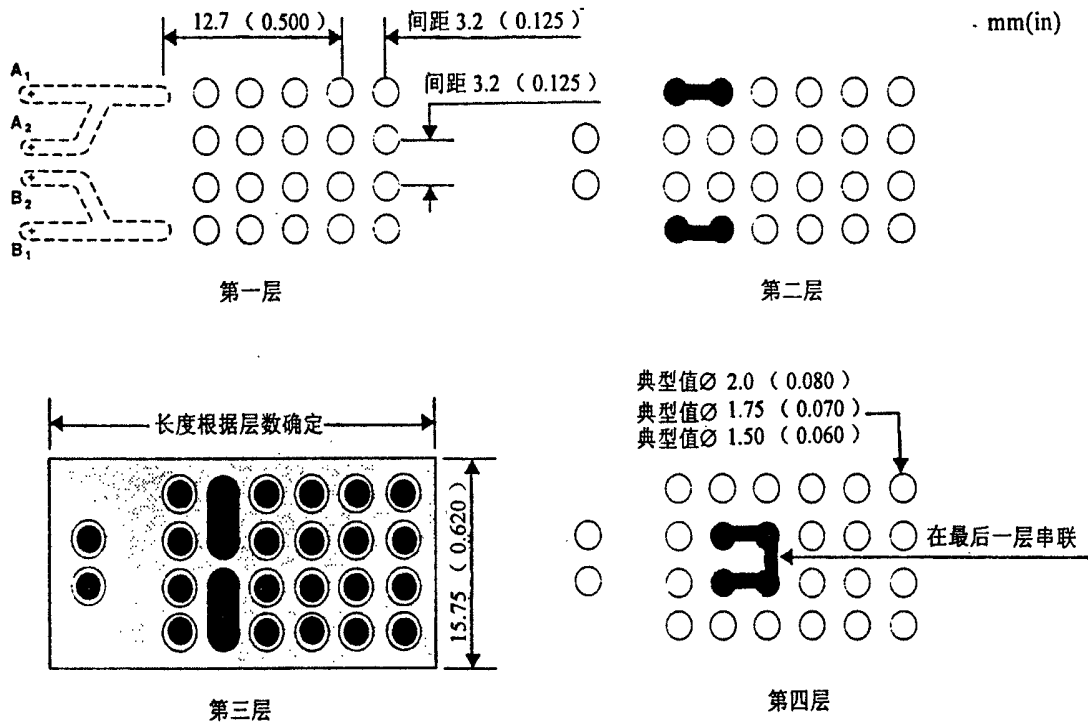 12.7（0.500）
间距 3.2（0.125）
mm(in)
间距 3.2（0.125）
A₁
A₂
B₂
B₁
第一层
第二层
典型值Ø 2.0（0.080）
典型值Ø 1.75（0.070）
典型值Ø 1.50（0.060）
长度根据层数确定
15.75（0.620）
在最后一层串联
第三层
第四层